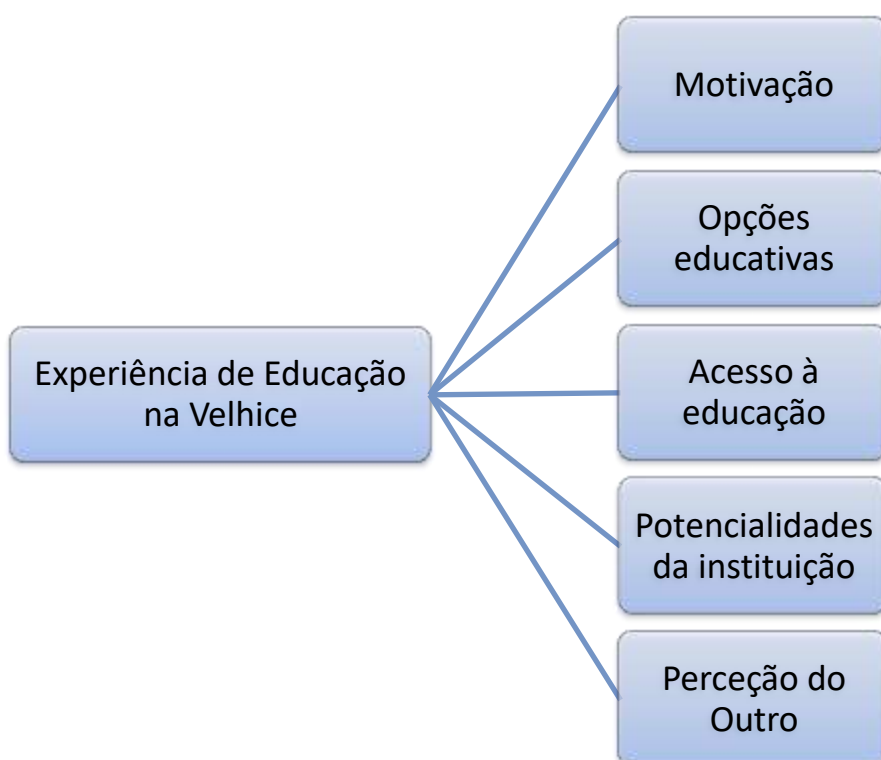 Motivação
Opções
educativas
Experiência de Educação
na Velhice
Acesso à
educação
Potencialidades
da instituição
Perceção do
Outro